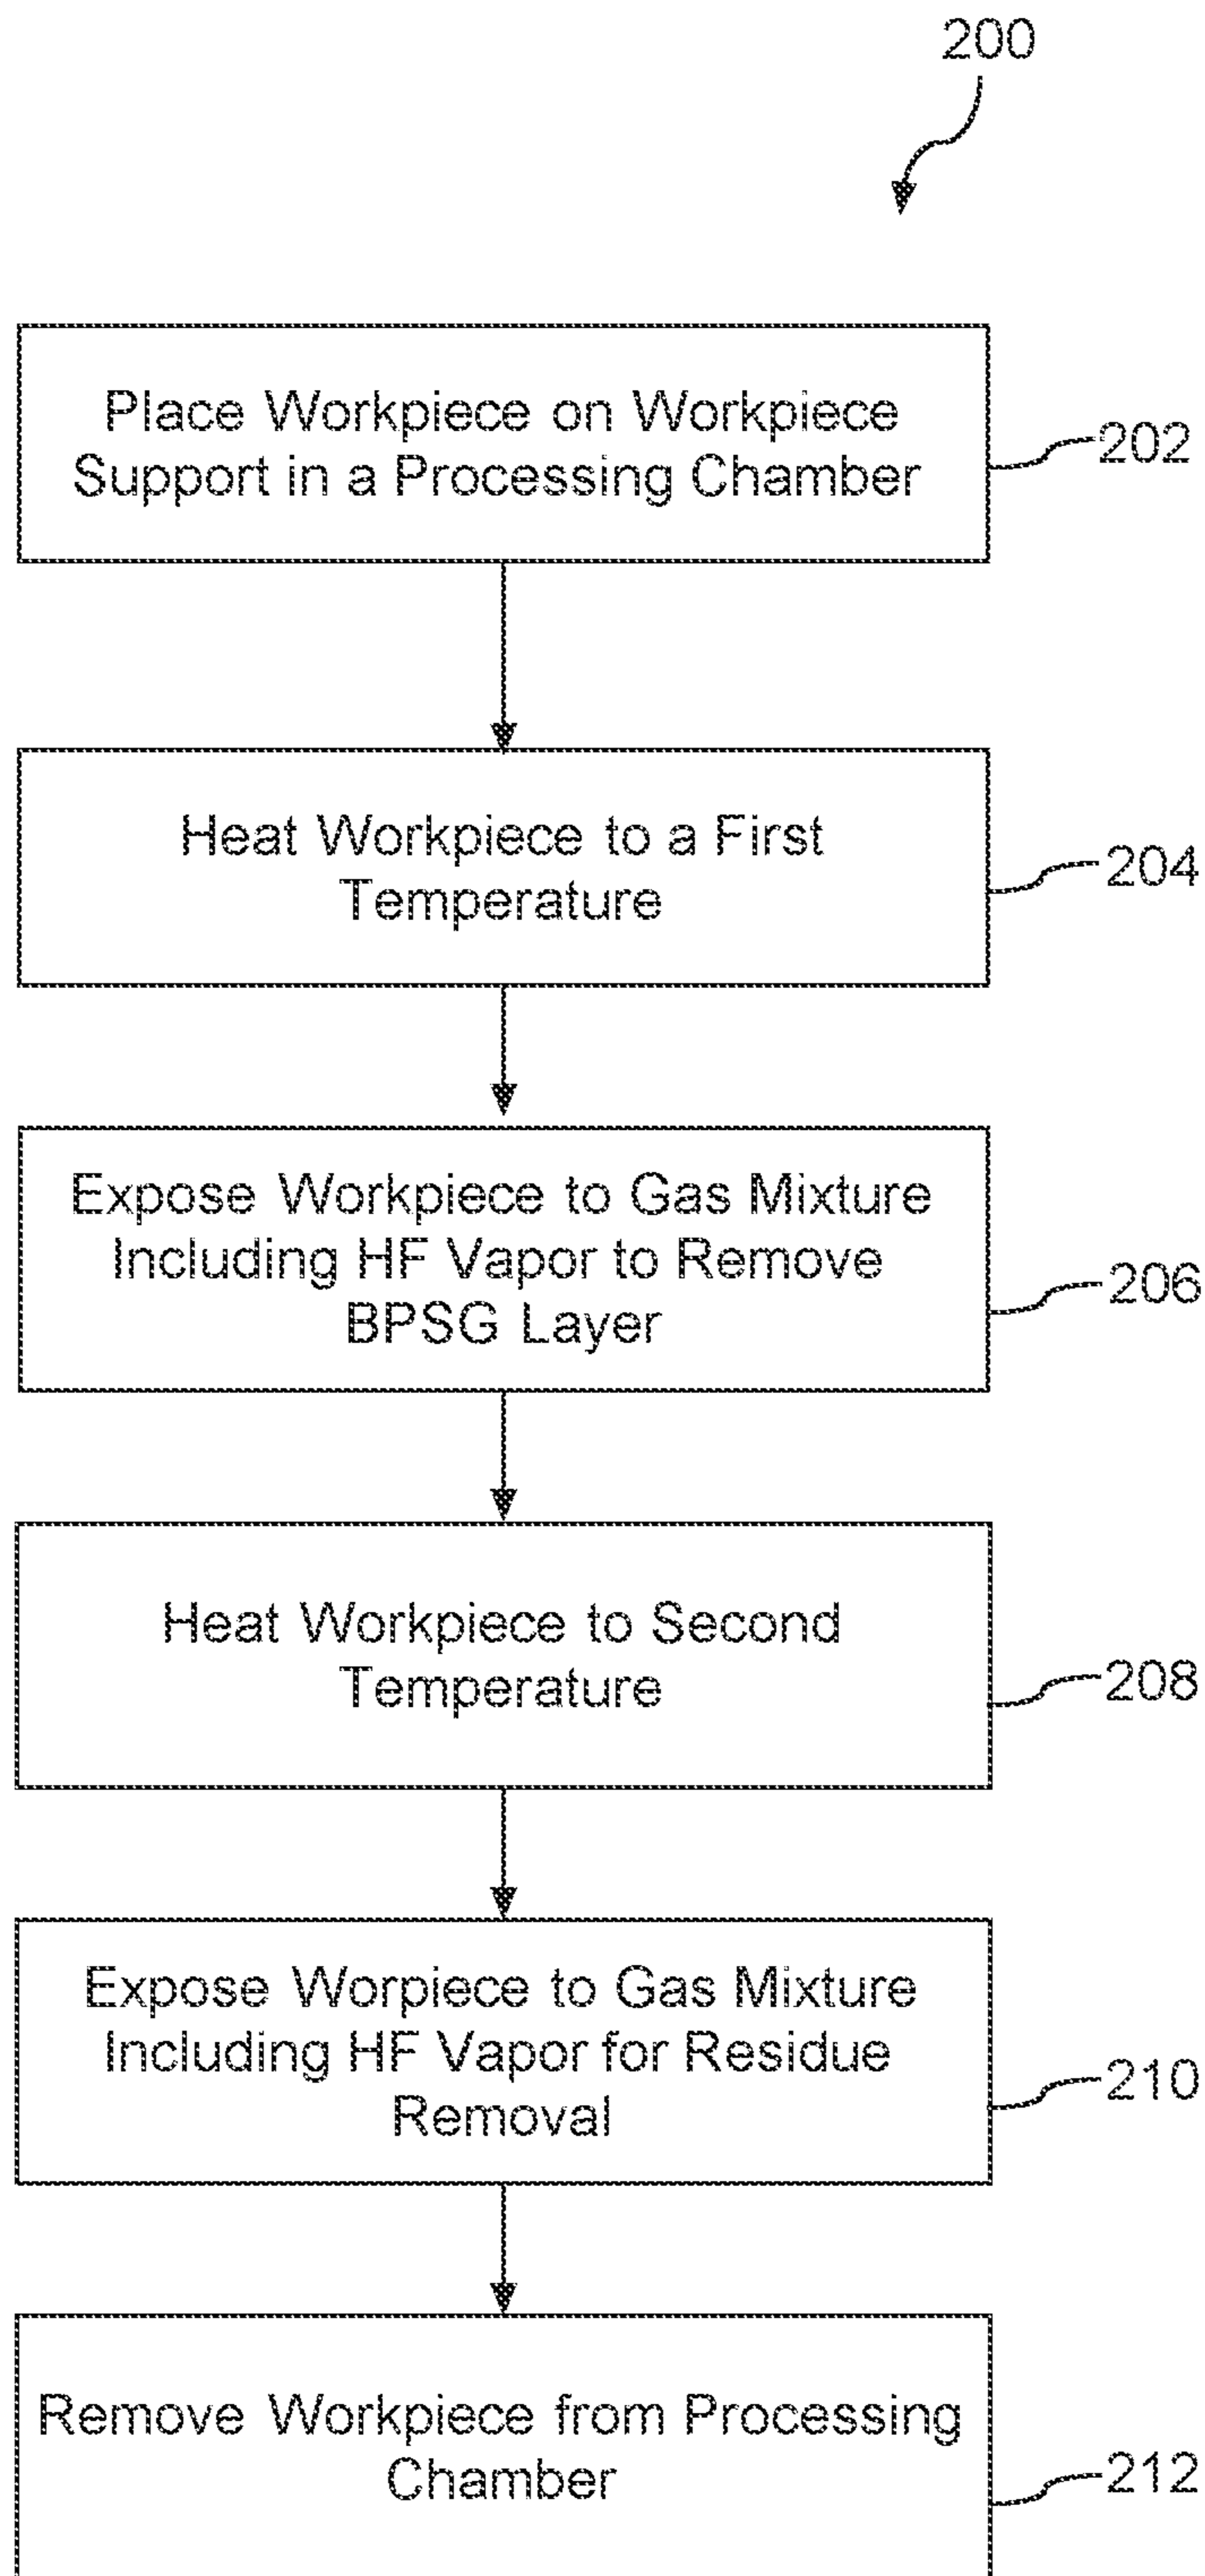 200
Place Workpiece on Workpiece
Support in a Processing Chamber
202
Heat Workpiece to a First
Temperature
204
Expose Workpiece to Gas Mixture
Including HF Vapor to Remove
BPSG Layer
206
Heat Workpiece to Second
Temperature
208
Expose Worpiece to Gas Mixture
Including HF Vapor for Residue
Removal
210
Remove Workpiece from Processing
Chamber
212